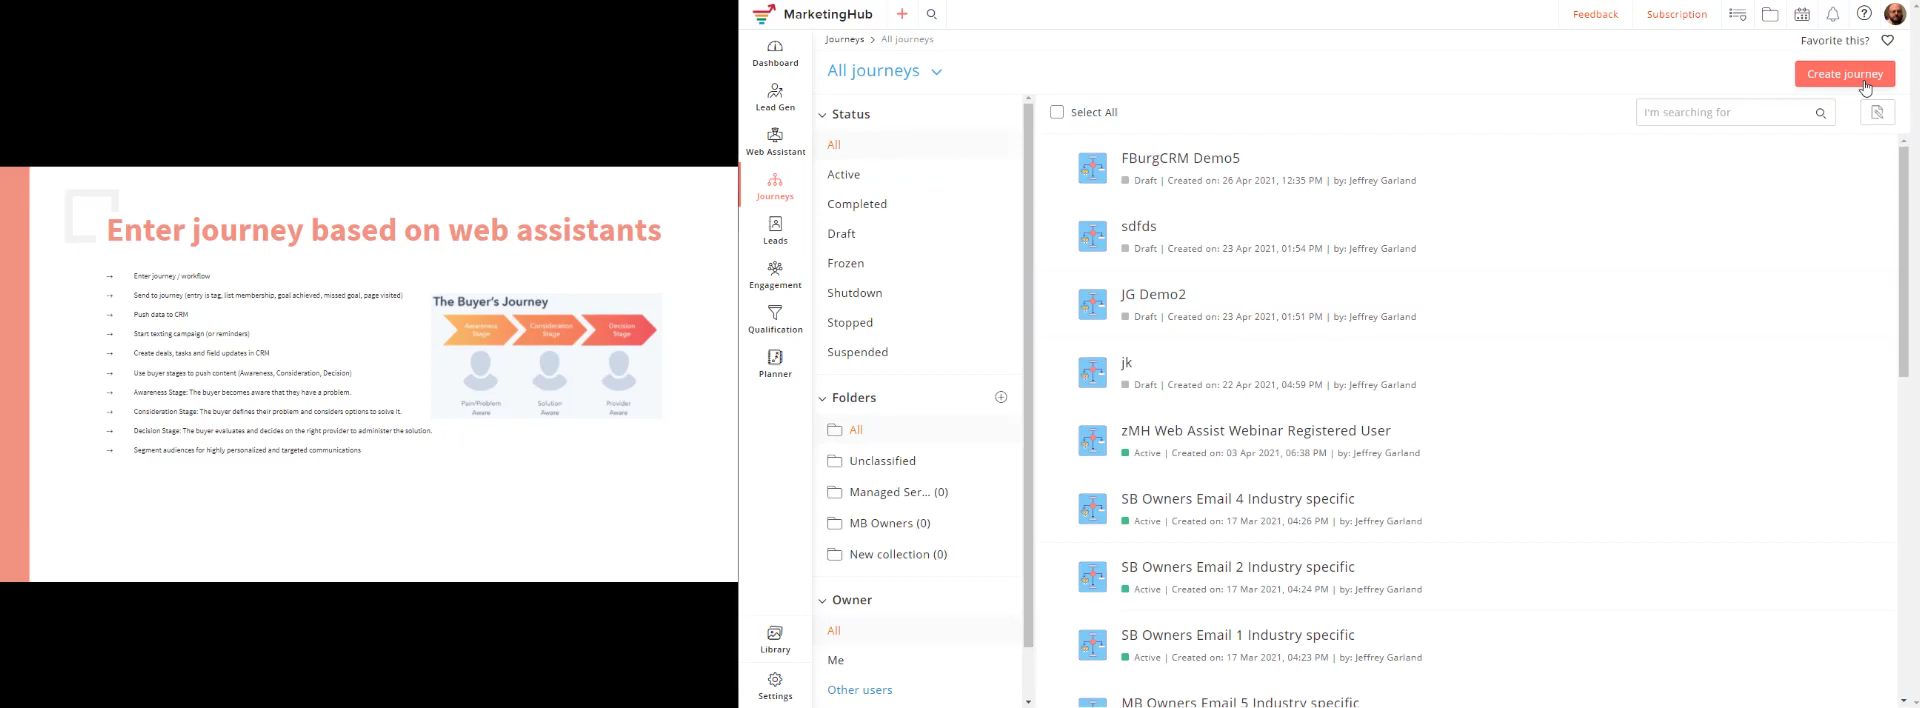 Enter journey based on web assistants
→ Enter journey / workflow
→ Send to journey (entry is tag, list membership, goal achieved, missed goal, page visited)
→ Push data to CRM
→ Start texting campaign (or reminders)
→ Create deals, tasks and field updates in CRM
→ Use buyer stages to push content (Awareness, Consideration, Decision)
→ Awareness Stage: The buyer becomes aware that they have a problem.
→ Consideration Stage: The buyer defines their problem and considers options to solve it.
→ Decision Stage: The buyer evaluates and decides on the right provider to administer the solution.
→ Segment audiences for highly personalized and targeted communications
The Buyer's Journey
Awareness Stage
Consideration Stage
Decision Stage
Pain/Problem Aware
Solution Aware
Provider Aware
MarketingHub
Feedback
Subscription
Dashboard
Lead Gen
Web Assistant
Journeys
Leads
Engagement
Qualification
Planner
Library
Settings
Journeys > All journeys
Favorite this?
All journeys
Create journey
Status
All
Active
Completed
Draft
Frozen
Shutdown
Stopped
Suspended
Folders
All
Unclassified
Managed Ser... (0)
MB Owners (0)
New collection (0)
Owner
All
Me
Other users
Select All
I'm searching for
FBurgCRM Demo5
Draft | Created on: 26 Apr 2021, 12:35 PM | by: Jeffrey Garland
sdfds
Draft | Created on: 23 Apr 2021, 01:54 PM | by: Jeffrey Garland
JG Demo2
Draft | Created on: 23 Apr 2021, 01:51 PM | by: Jeffrey Garland
jk
Draft | Created on: 22 Apr 2021, 04:59 PM | by: Jeffrey Garland
zMH Web Assist Webinar Registered User
Active | Created on: 03 Apr 2021, 06:38 PM | by: Jeffrey Garland
SB Owners Email 4 Industry specific
Active | Created on: 17 Mar 2021, 04:26 PM | by: Jeffrey Garland
SB Owners Email 2 Industry specific
Active | Created on: 17 Mar 2021, 04:24 PM | by: Jeffrey Garland
SB Owners Email 1 Industry specific
Active | Created on: 17 Mar 2021, 04:23 PM | by: Jeffrey Garland
MB Owners Email 5 Industry specific